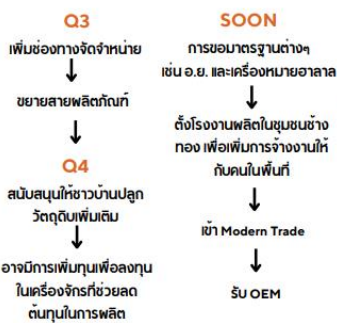 Q3
เพิ่มช่องทางจัดจำหน่าย
ขยายสายผลิตภัณฑ์
Q4
สนับสนุนให้ชาวบ้านปลูก
วัตถุดิบเพิ่มเติม
อาจมีการเพิ่มทุนเพื่อลงทุน
ในเครื่องจักรที่ช่วยลด
ต้นทุนในการผลิต
SOON
การขอมาตรฐานต่างๆ
เช่น อ.ย. และเครื่องหมายฮาลาล
ตั้งโรงงานผลิตในชุมชนช้าง
ทอง เพื่อเพิ่มการจ้างงานให้
กับคนในพื้นที่
เข้า Modern Trade
รับ OEM